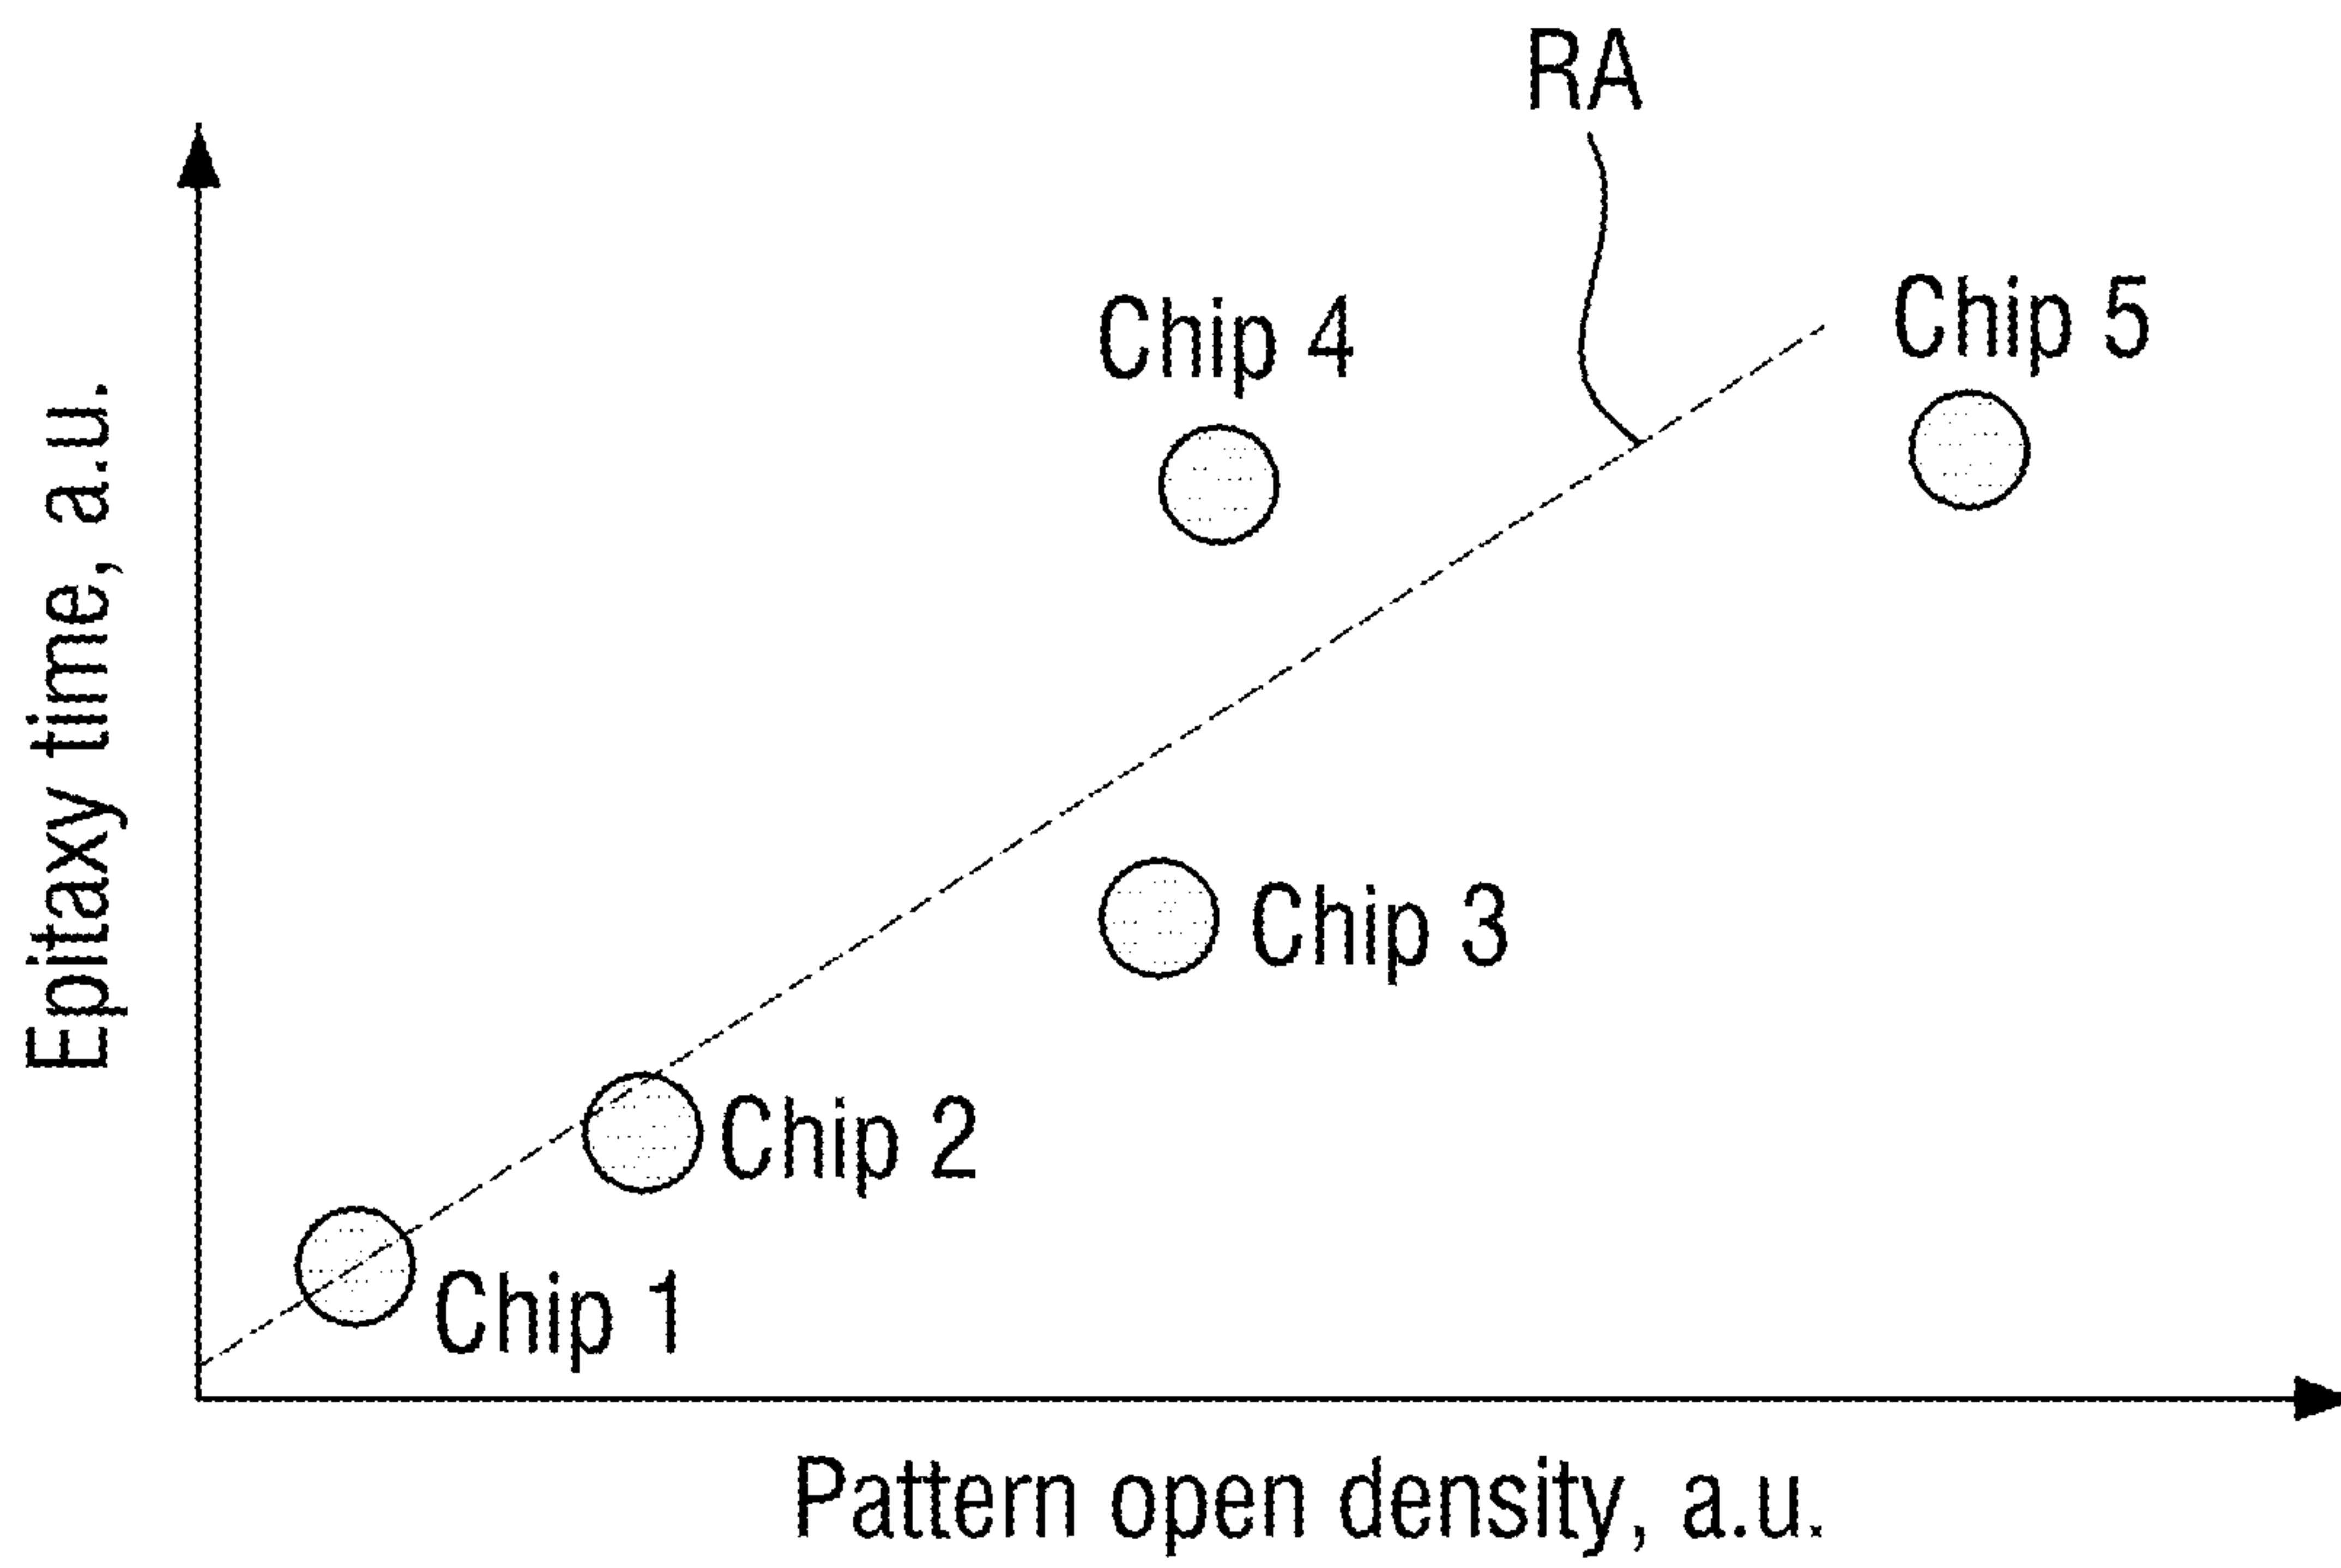 RA
Chip 5
Chip 4
Epitaxy time, a.u.
Chip 3
Chip 2
Chip 1
Pattern open density, a.u.